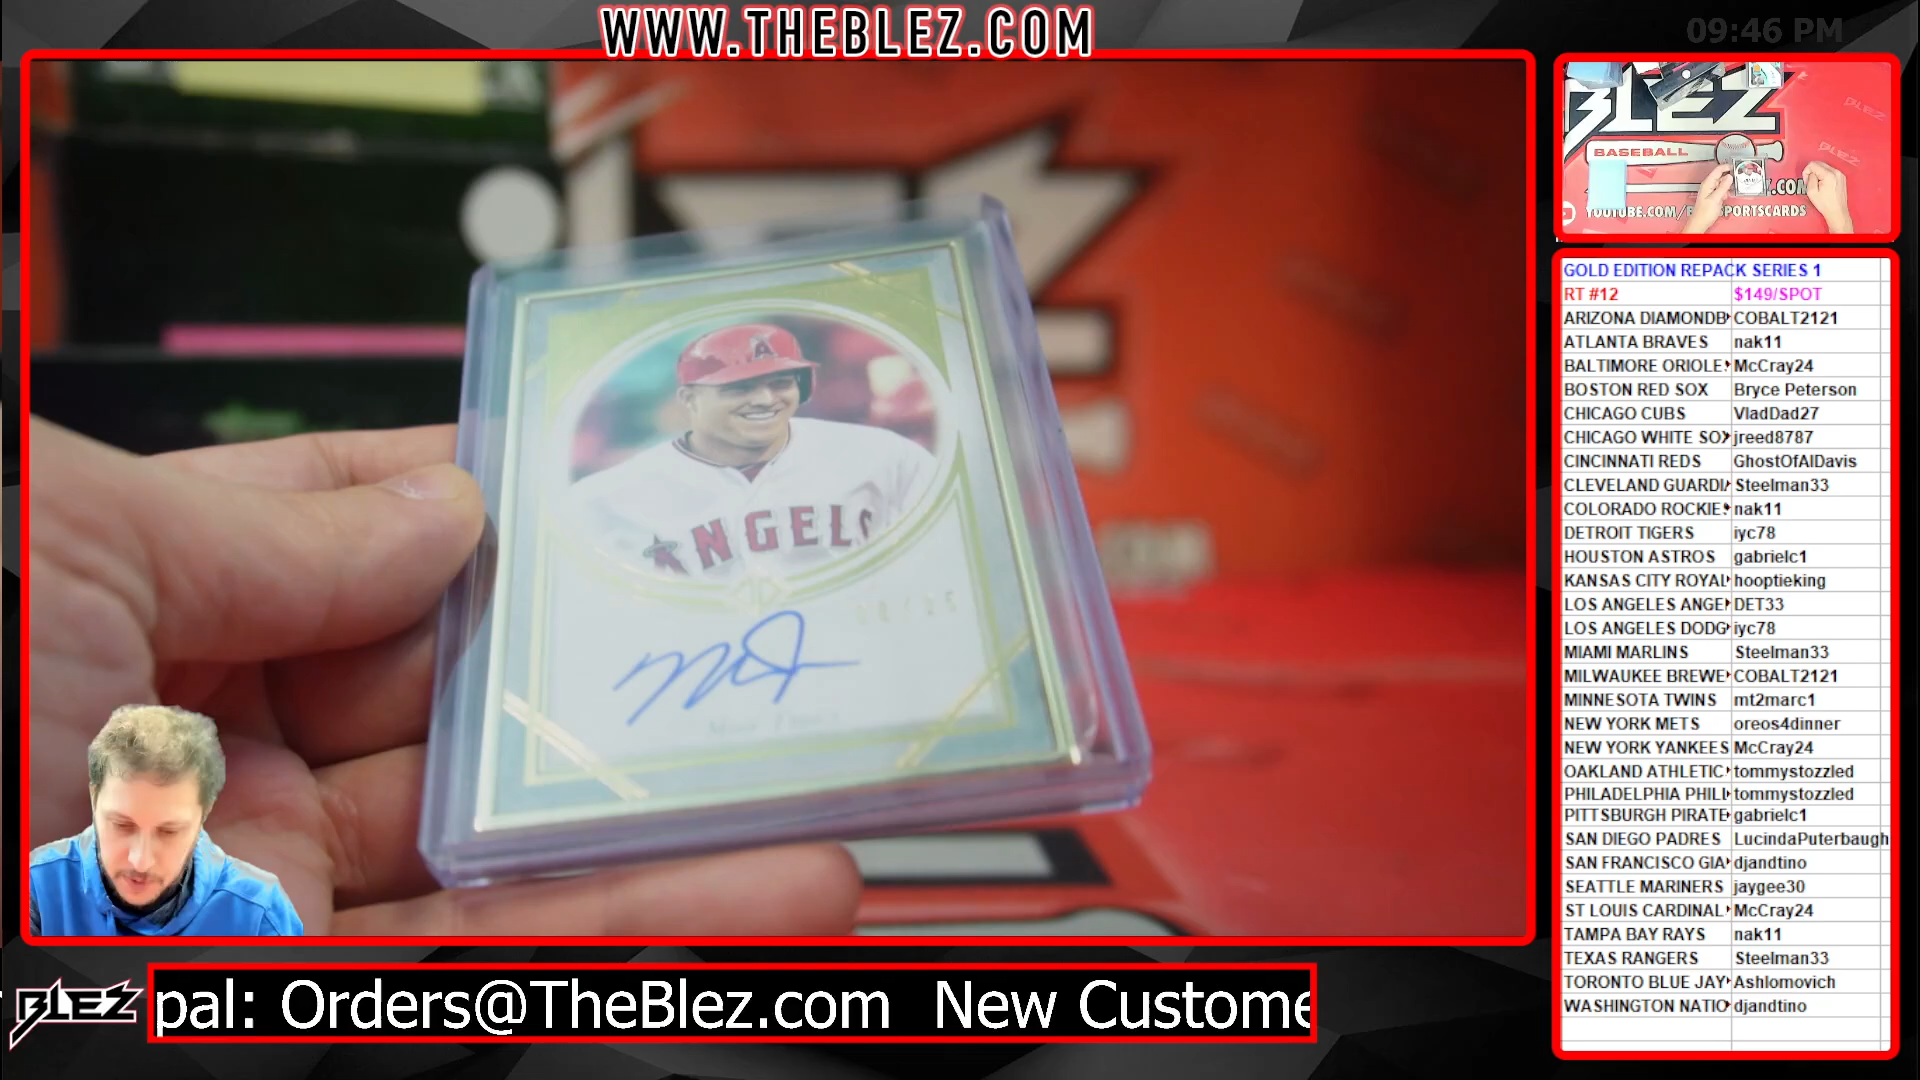 WWW.THEBLEZ.COM
09:46 PM
BLEZ
BASEBALL
.COM
YOUTUBE.COM/
SPORTSCARDS
ANGELS
GOLD EDITION REPACK SERIES 1
RT #12 $149/SPOT
ARIZONA DIAMONDB COBALT2121
ATLANTA BRAVES nak11
BALTIMORE ORIOLE McCray24
BOSTON RED SOX Bryce Peterson
CHICAGO CUBS VladDad27
CHICAGO WHITE SOX jreed8787
CINCINNATI REDS GhostOfAlDavis
CLEVELAND GUARDIA Steelman33
COLORADO ROCKIES nak11
DETROIT TIGERS iyc78
HOUSTON ASTROS gabrielc1
KANSAS CITY ROYAL hooptieking
LOS ANGELES ANGE DET33
LOS ANGELES DODG iyc78
MIAMI MARLINS Steelman33
MILWAUKEE BREWE COBALT2121
MINNESOTA TWINS mt2marc1
NEW YORK METS oreos4dinner
NEW YORK YANKEES McCray24
OAKLAND ATHLETIC tommystozzled
PHILADELPHIA PHILL tommystozzled
PITTSBURGH PIRATE gabrielc1
SAN DIEGO PADRES LucindaPuterbaugh
SAN FRANCISCO GIA djandtino
SEATTLE MARINERS jaygee30
ST LOUIS CARDINAL McCray24
TAMPA BAY RAYS nak11
TEXAS RANGERS Steelman33
TORONTO BLUE JAY Ashlomovich
WASHINGTON NATIO djandtino
BLEZ
pal: Orders@TheBlez.com New Custome